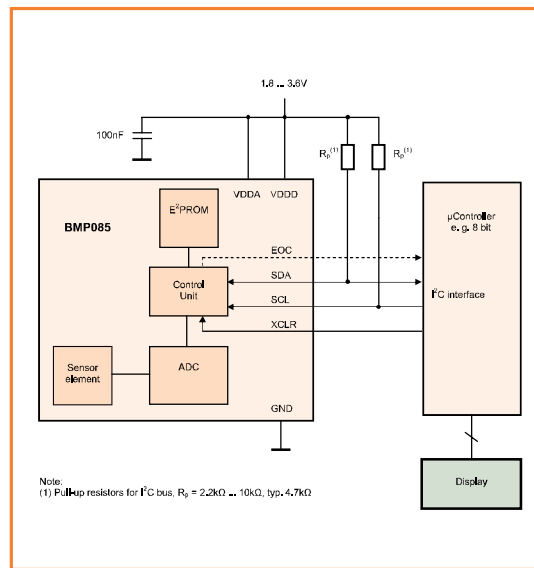 1.8 ... 3.6V
100nF
Rp(1)
Rp(1)
VDDA
VDDD
BMP085
E2PROM
µController
e. g. 8 bit
EOC
SDA
Control
Unit
SCL
I2C interface
XCLR
Sensor
element
ADC
GND
Display
Note:
(1) Pull-up resistors for I2C bus, Rp = 2.2kΩ ... 10kΩ, typ. 4.7kΩ